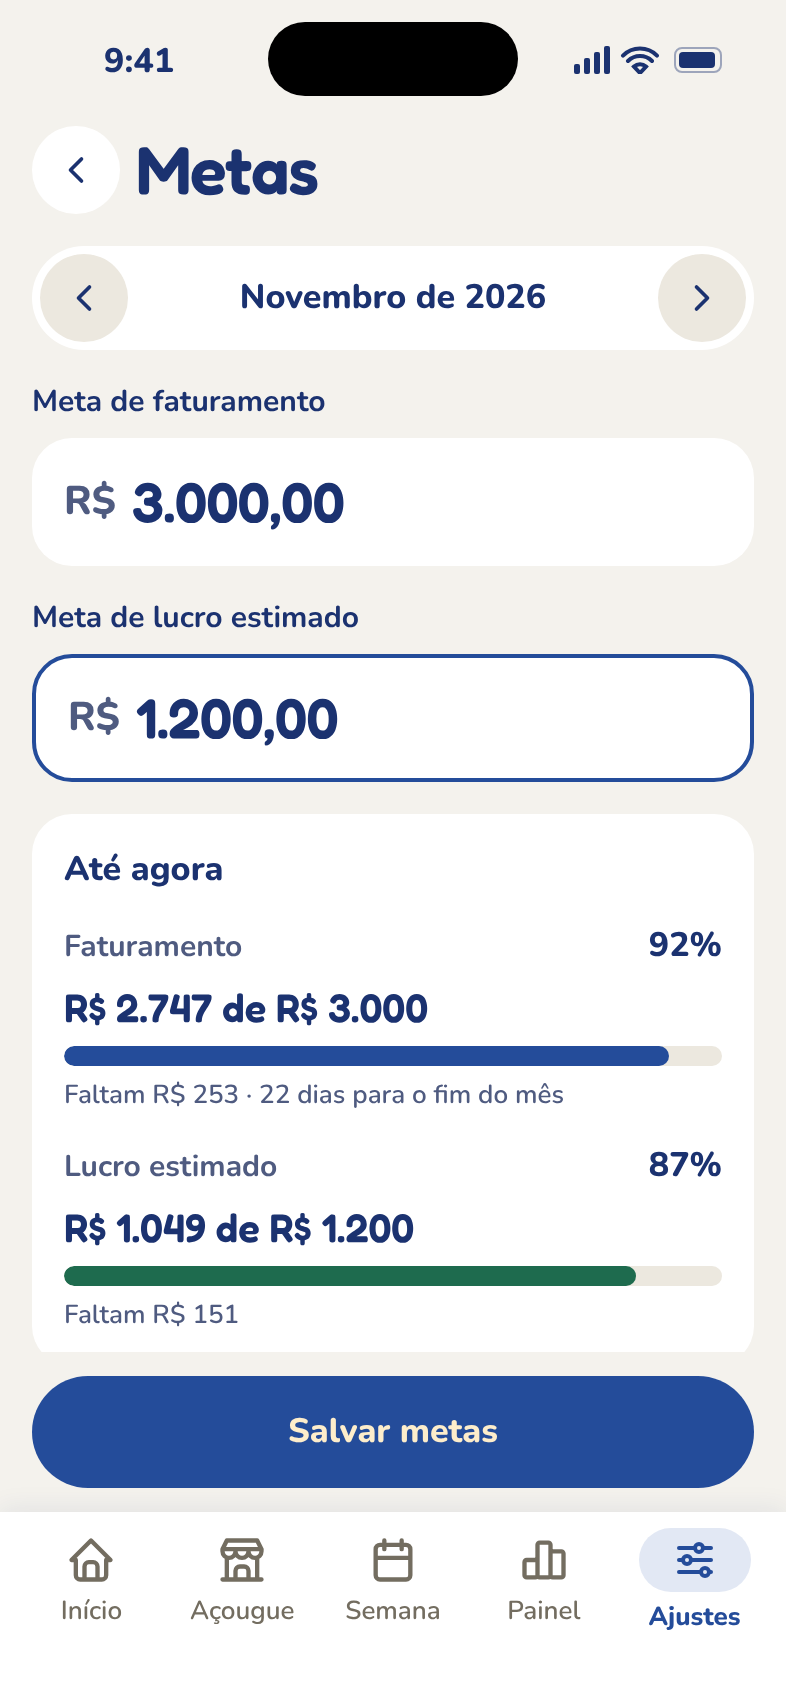 9:41
Metas
Novembro de 2026
Meta de faturamento
R$ 3.000,00
Meta de lucro estimado
R$ 1.200,00
Até agora
Faturamento 92%
R$ 2.747 de R$ 3.000
Faltam R$ 253 · 22 dias para o fim do mês
Lucro estimado 87%
R$ 1.049 de R$ 1.200
Faltam R$ 151
Salvar metas
Início Açougue Semana Painel Ajustes